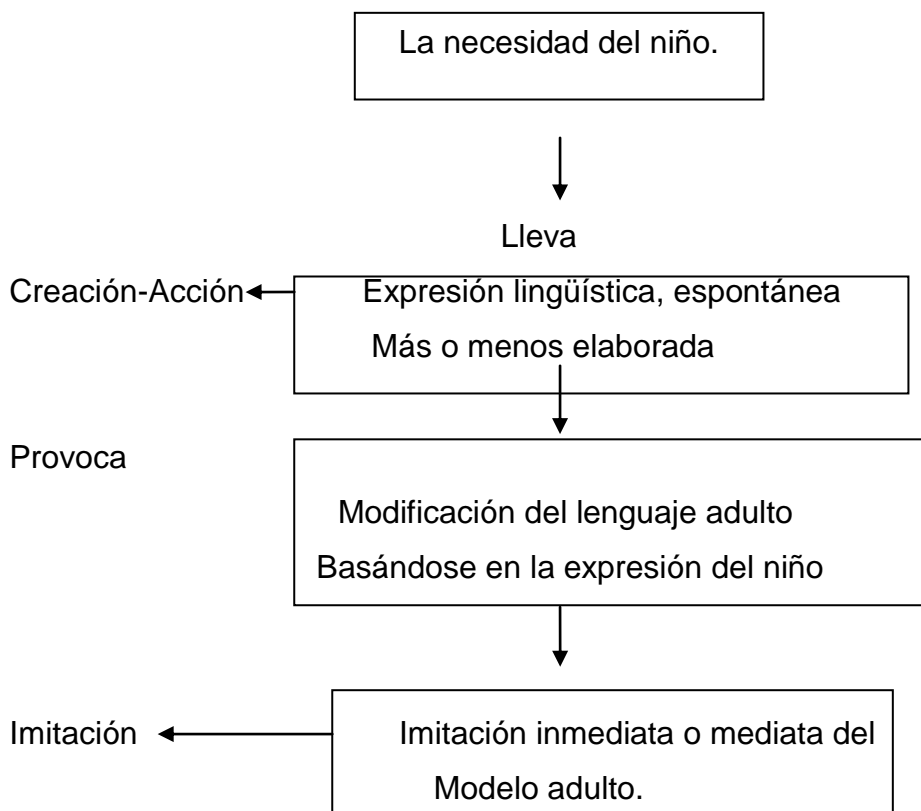 La necesidad del niño.
Lleva
Creación-Acción
Expresión lingüística, espontánea
Más o menos elaborada
Provoca
Modificación del lenguaje adulto
Basándose en la expresión del niño
Imitación
Imitación inmediata o mediata del
Modelo adulto.